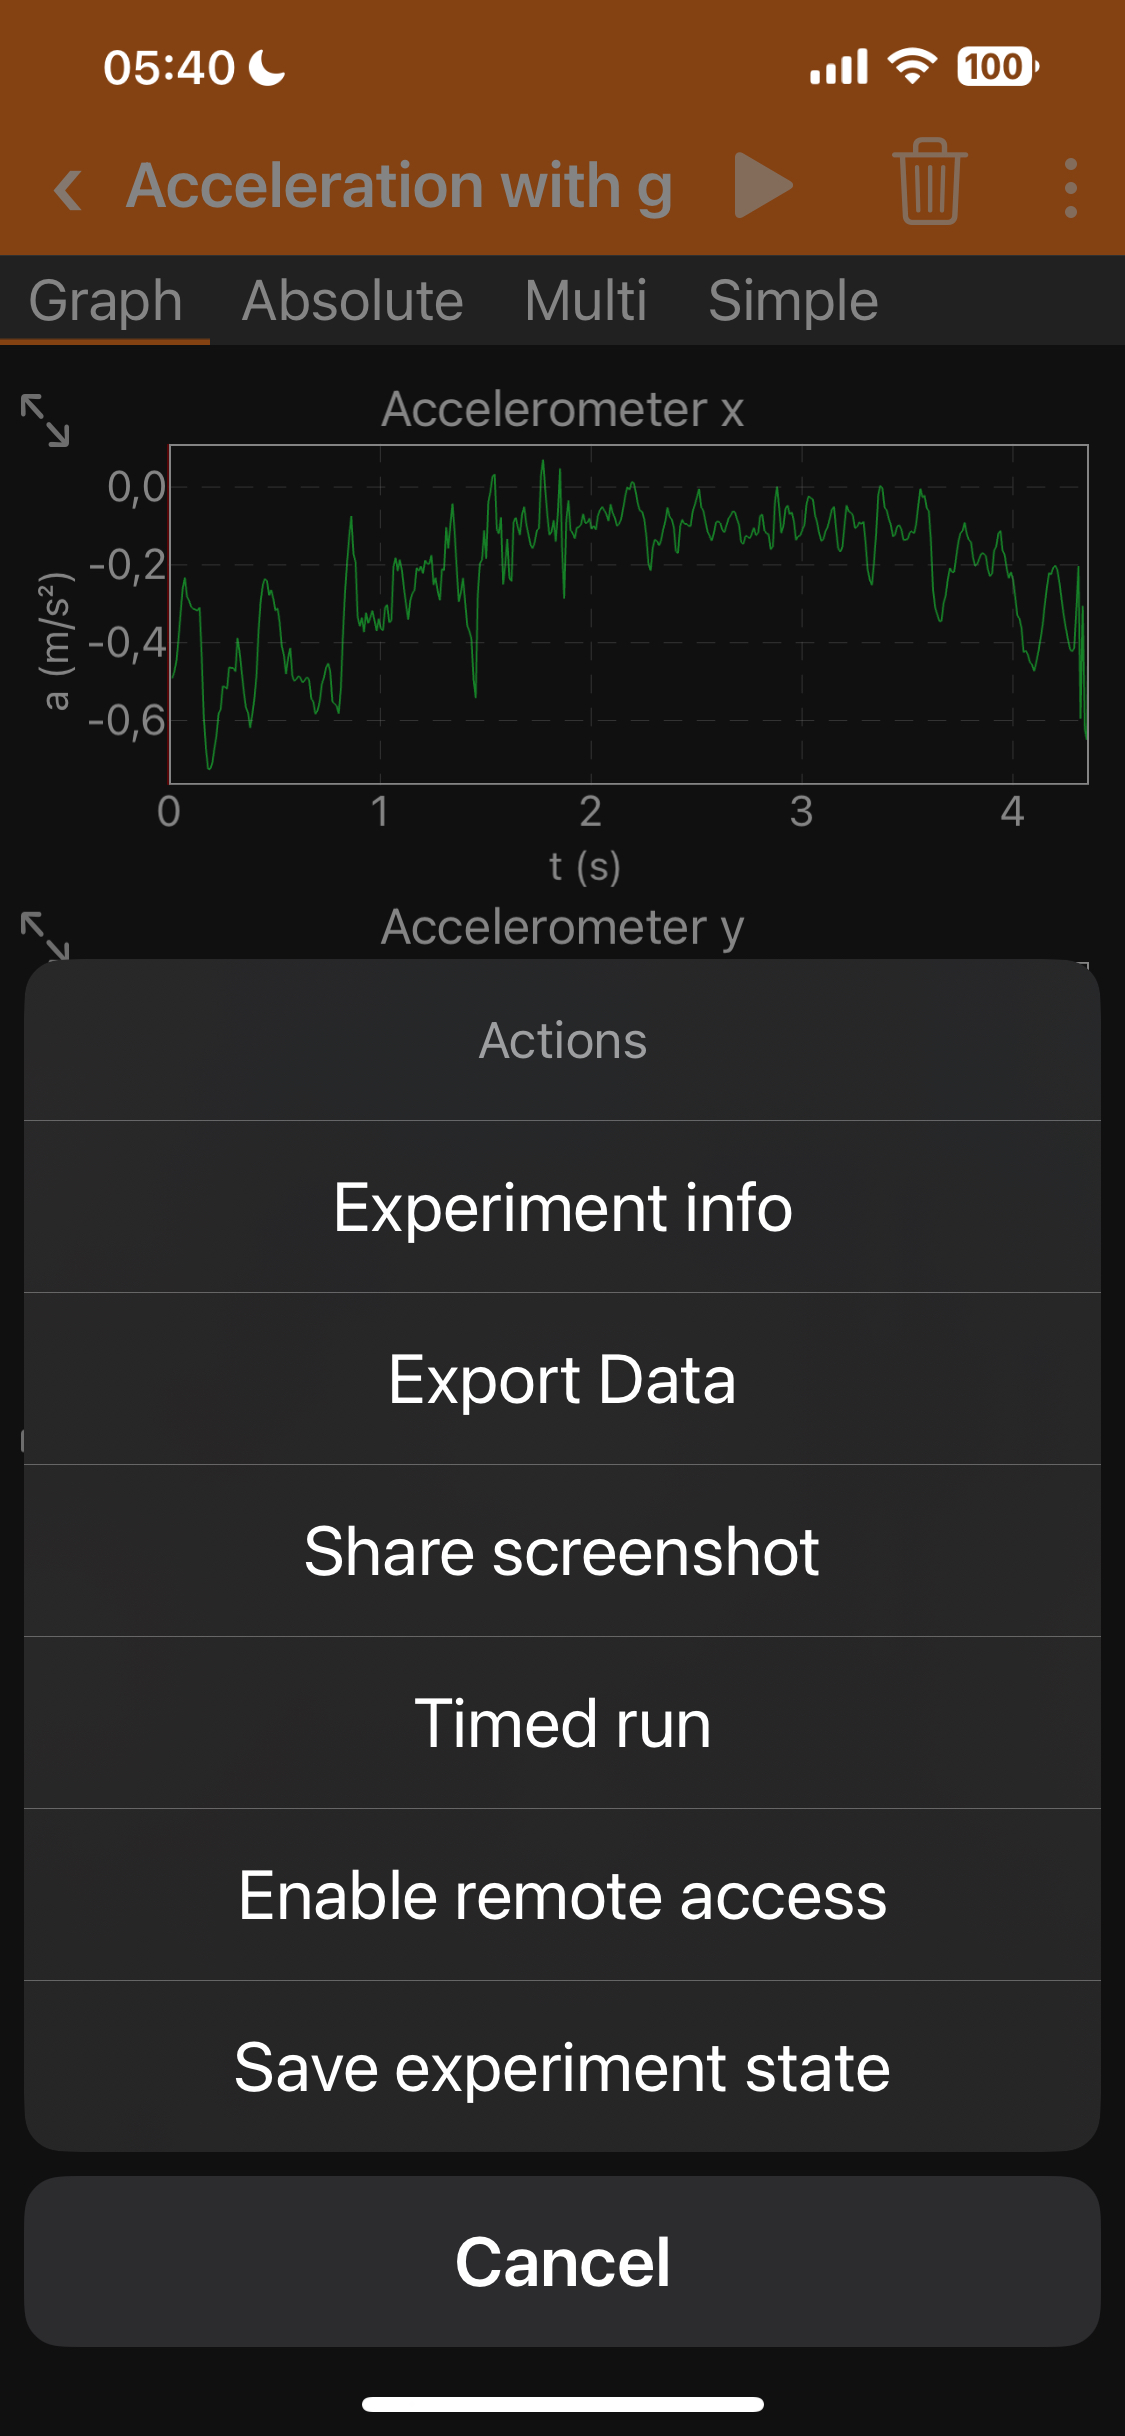 05:40
100
Acceleration with g
Graph Absolute Multi Simple
Accelerometer x
0,0
-0,2
-0,4
-0,6
a (m/s²)
0 1 2 3 4
t (s)
Accelerometer y
Actions
Experiment info
Export Data
Share screenshot
Timed run
Enable remote access
Save experiment state
Cancel